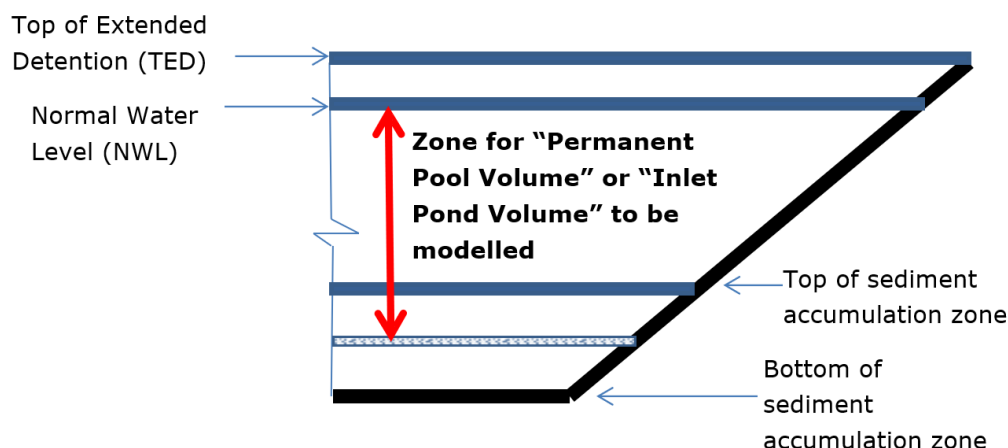 Top of Extended
Detention (TED)
Normal Water
Level (NWL)
Zone for “Permanent
Pool Volume” or “Inlet
Pond Volume” to be
modelled
Top of sediment
accumulation zone
Bottom of
sediment
accumulation zone